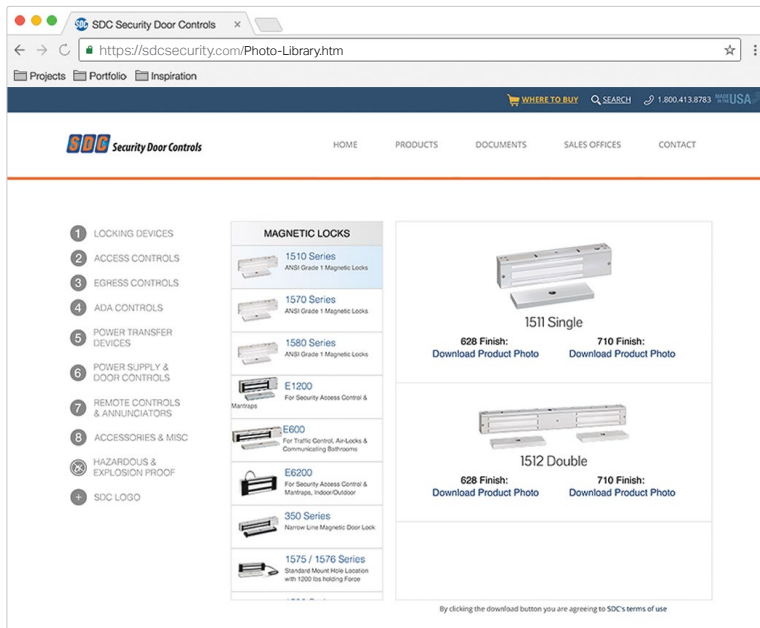 SDC Security Door Controls
https://sdcsecurity.com/Photo-Library.htm
Projects Portfolio Inspiration
WHERE TO BUY SEARCH 1.800.413.8783 MADE IN THE USA
SDC Security Door Controls
HOME PRODUCTS DOCUMENTS SALES OFFICES CONTACT
1 LOCKING DEVICES
2 ACCESS CONTROLS
3 EGRESS CONTROLS
4 ADA CONTROLS
5 POWER TRANSFER
DEVICES
6 POWER SUPPLY &
DOOR CONTROLS
7 REMOTE CONTROLS
& ANNUNCIATORS
8 ACCESSORIES & MISC
HAZARDOUS &
EXPLOSION PROOF
+ SDC LOGO
MAGNETIC LOCKS
1510 Series
ANSI Grade 1 Magnetic Locks
1570 Series
ANSI Grade 1 Magnetic Locks
1580 Series
ANSI Grade 1 Magnetic Locks
E1200
For Security Access Control &
Mantraps
E600
For Traffic Control, Air-Locks &
Communicating Bathrooms
E6200
For Security Access Control &
Mantraps, Indoor/Outdoor
350 Series
Narrow Line Magnetic Door Lock
1575 / 1576 Series
Standard Mount Hole Location
with 1200 lbs holding Force
1511 Single
628 Finish: 710 Finish:
Download Product Photo Download Product Photo
1512 Double
628 Finish: 710 Finish:
Download Product Photo Download Product Photo
By clicking the download button you are agreeing to SDC's terms of use